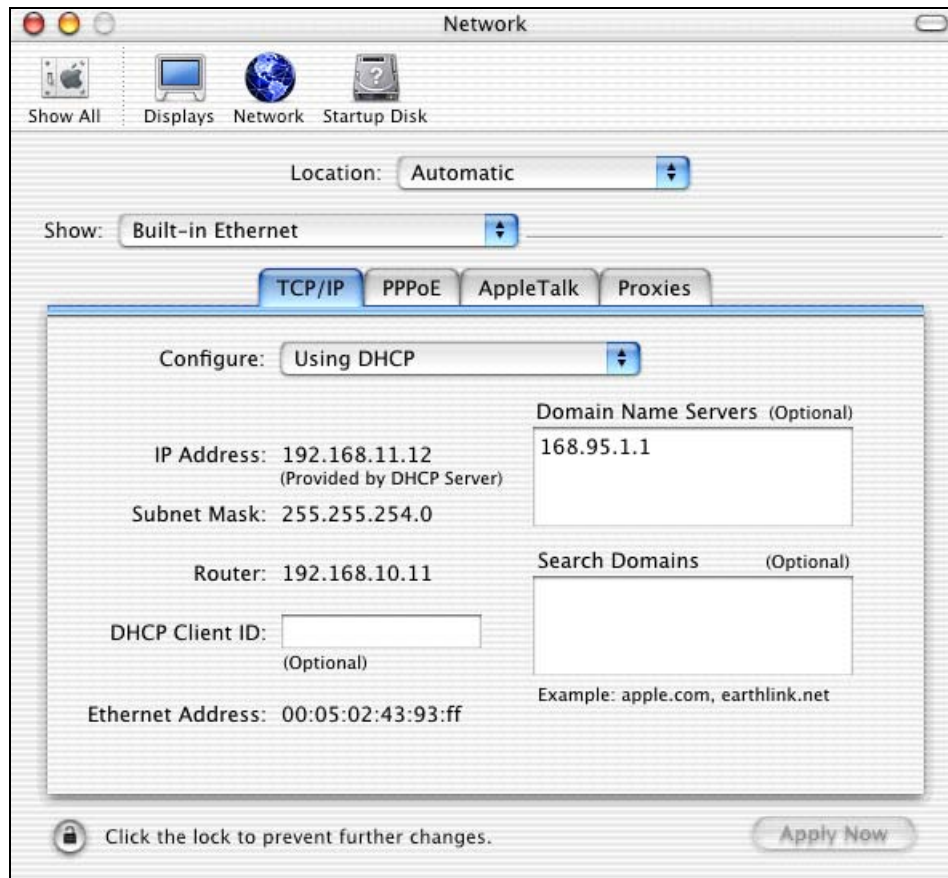 Network
Show All Displays Network Startup Disk
Location: Automatic
Show: Built-in Ethernet
TCP/IP PPPoE AppleTalk Proxies
Configure: Using DHCP
Domain Name Servers (Optional)
168.95.1.1
IP Address: 192.168.11.12
(Provided by DHCP Server)
Subnet Mask: 255.255.254.0
Router: 192.168.10.11
Search Domains (Optional)
DHCP Client ID:
(Optional)
Example: apple.com, earthlink.net
Ethernet Address: 00:05:02:43:93:ff
Click the lock to prevent further changes.
Apply Now